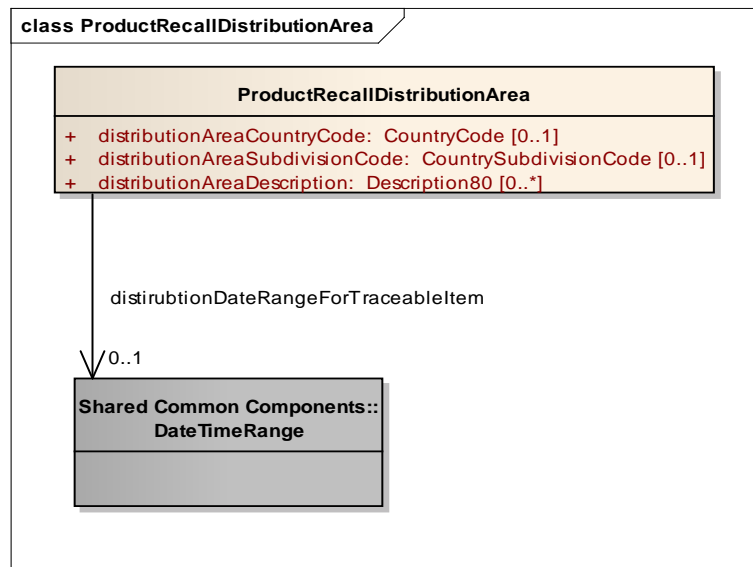 class ProductRecallDistributionArea
ProductRecallDistributionArea
+ distributionAreaCountryCode: CountryCode [0..1]
+ distributionAreaSubdivisionCode: CountrySubdivisionCode [0..1]
+ distributionAreaDescription: Description80 [0..*]
distirubtionDateRangeForTraceableItem
0..1
Shared Common Components::
DateTimeRange